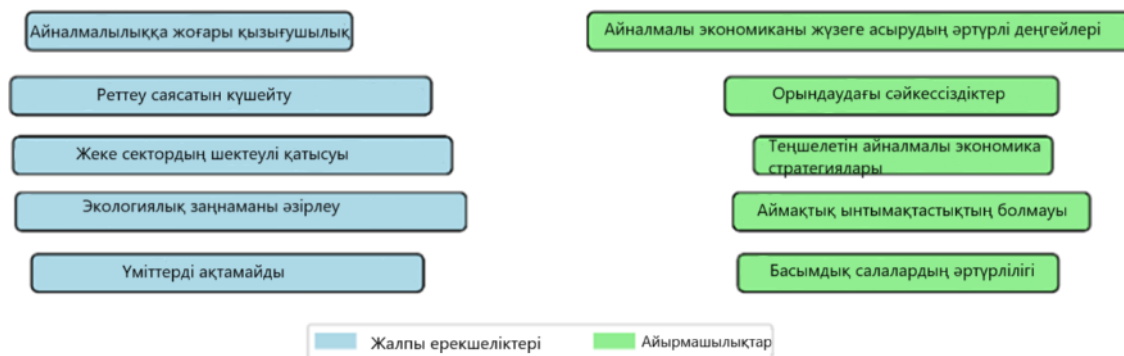 Айналмалылыққа жоғары қызығушылық
Айналмалы экономиканы жүзеге асырудың әртүрлі деңгейлері
Реттеу саясатын күшейту
Орындаудағы сәйкессіздіктер
Жеке сектордың шектеулі қатысуы
Теңшелетін айналмалы экономика
стратегиялары
Экологиялық заңнаманы әзірлеу
Аймақтық ынтымақтастықтың болмауы
Үміттерді ақтамайды
Басымдық салалардың әртүрлілігі
Жалпы ерекшеліктері
Айырмашылықтар